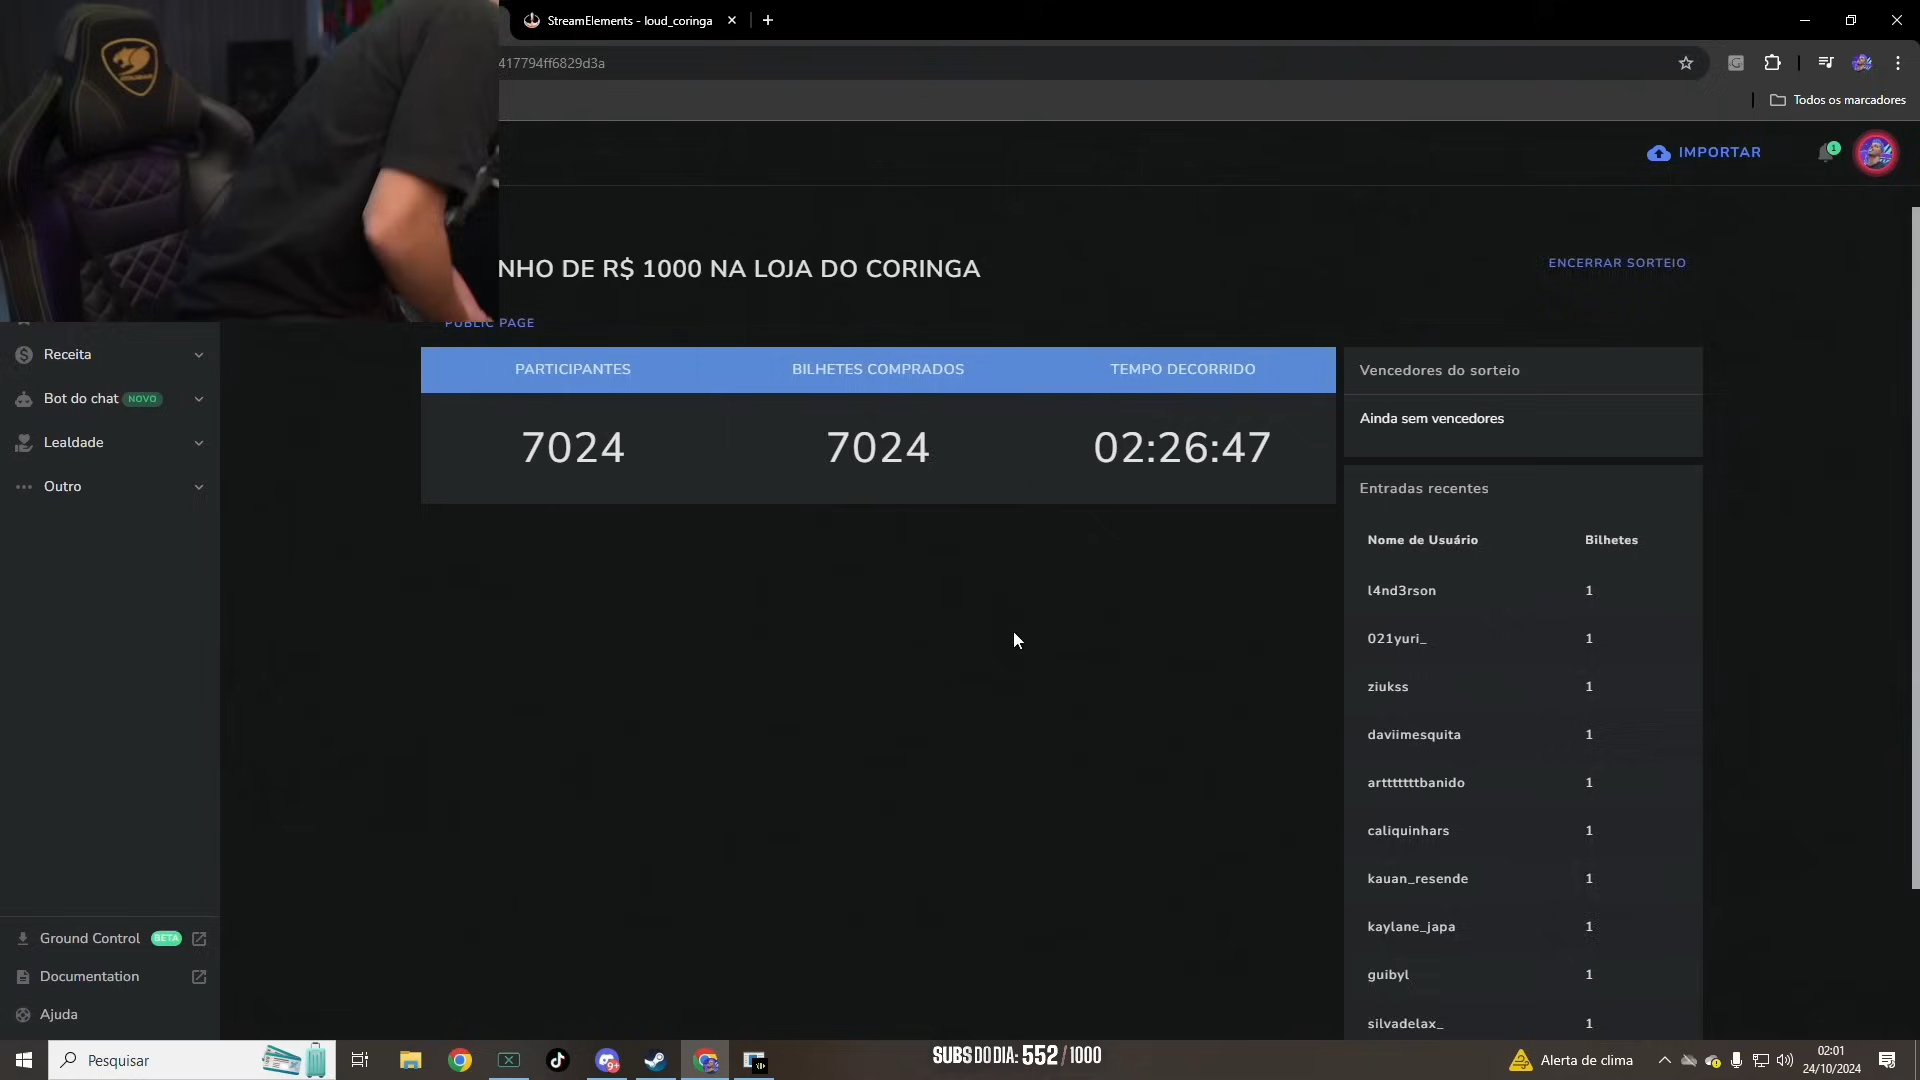 StreamElements - loud_coringa
417794ff6829d3a
Todos os marcadores
IMPORTAR
1
NHO DE R$ 1000 NA LOJA DO CORINGA
ENCERRAR SORTEIO
PUBLIC PAGE
Receita
Bot do chat NOVO
Lealdade
Outro
PARTICIPANTES BILHETES COMPRADOS TEMPO DECORRIDO
7024 7024 02:26:47
Vencedores do sorteio
Ainda sem vencedores
Entradas recentes
Nome de Usuário Bilhetes
l4nd3rson 1
021yuri_ 1
ziukss 1
daviimesquita 1
artttttttbanido 1
caliquinhars 1
kauan_resende 1
kaylane_japa 1
guibyl 1
silvadelax_ 1
Ground Control BETA
Documentation
Ajuda
Pesquisar
9+
SUBS DO DIA: 552 / 1000
Alerta de clima
02:01
24/10/2024